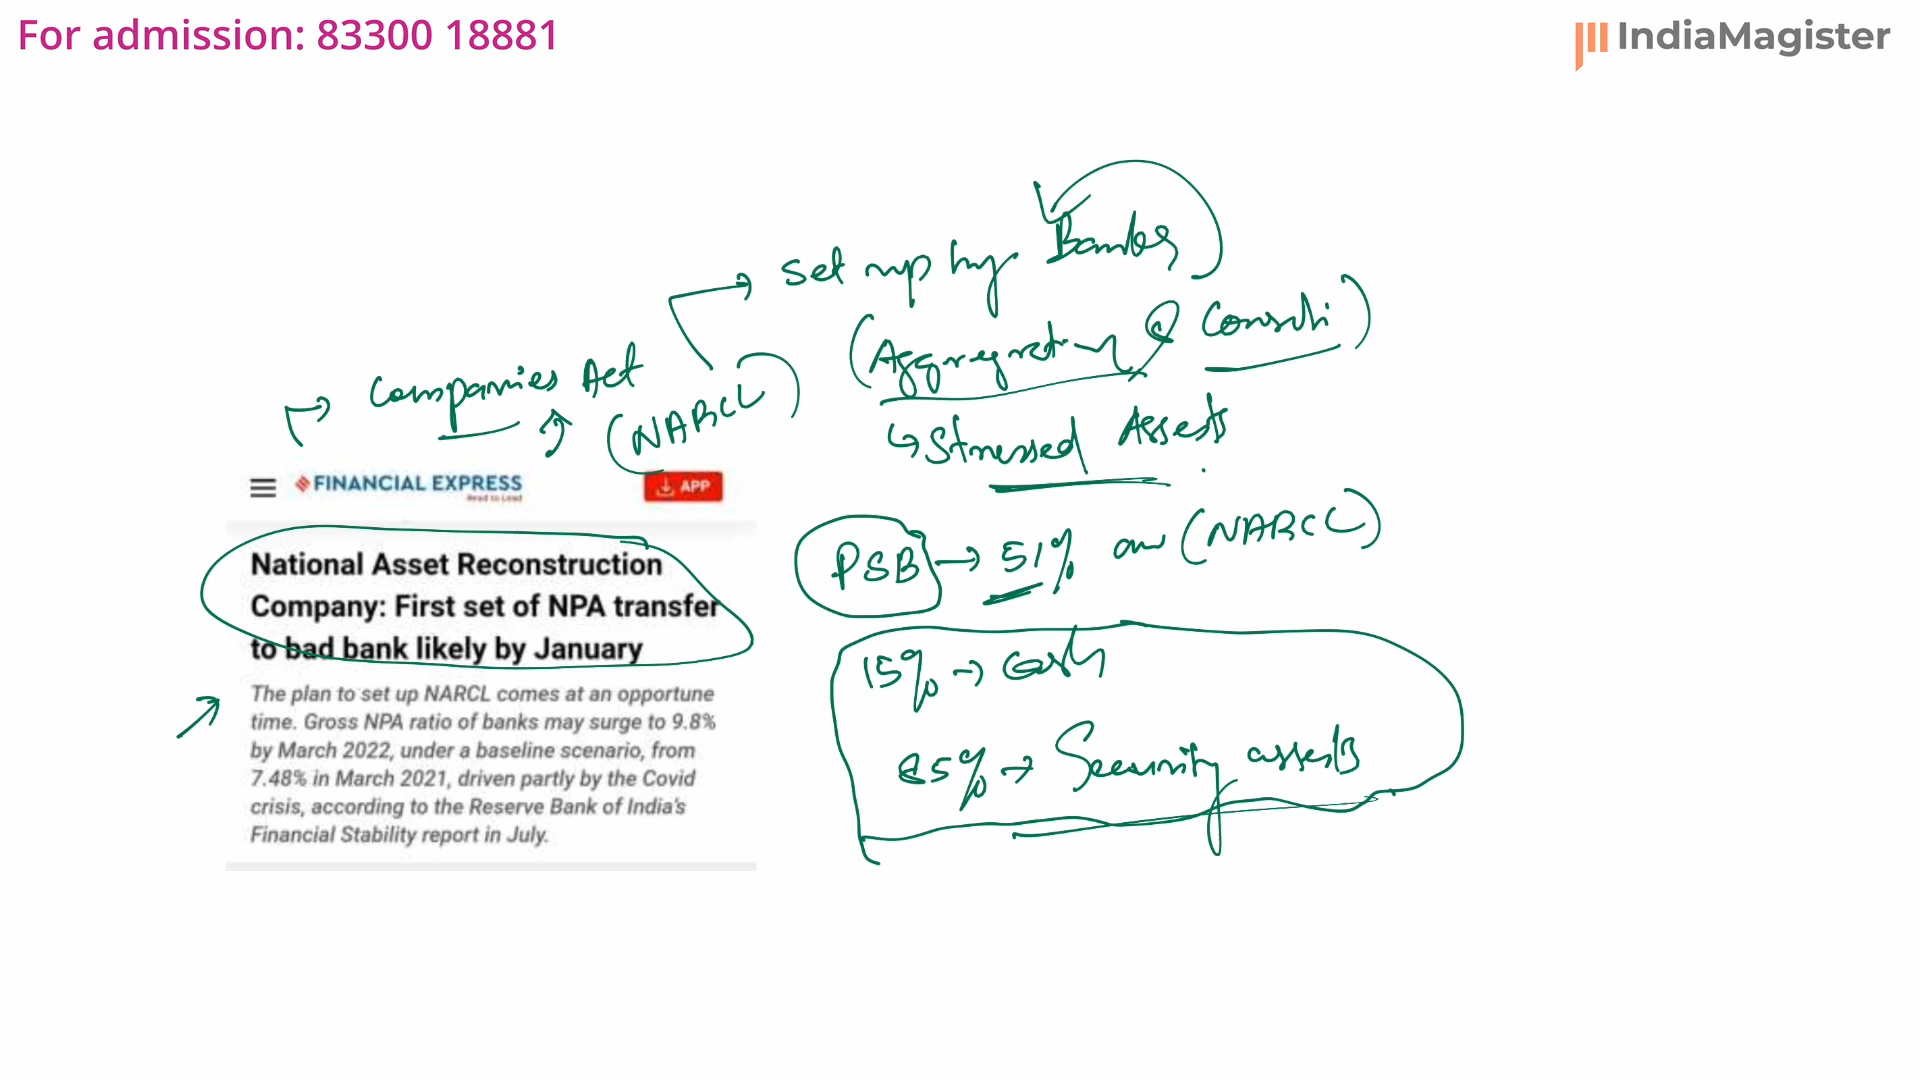 For admission: 83300 18881
IndiaMagister
Set up by Banks
(Aggregation & Consoli)
↳ Stressed Assets
→ Companies Act
(NARCL)
FINANCIAL EXPRESS
Read to Lead
APP
National Asset Reconstruction
Company: First set of NPA transfer
to bad bank likely by January
The plan to set up NARCL comes at an opportune
time. Gross NPA ratio of banks may surge to 9.8%
by March 2022, under a baseline scenario, from
7.48% in March 2021, driven partly by the Covid
crisis, according to the Reserve Bank of India's
Financial Stability report in July.
PSB → 51% (NARCL)
15% → Cash
85% → Security assets